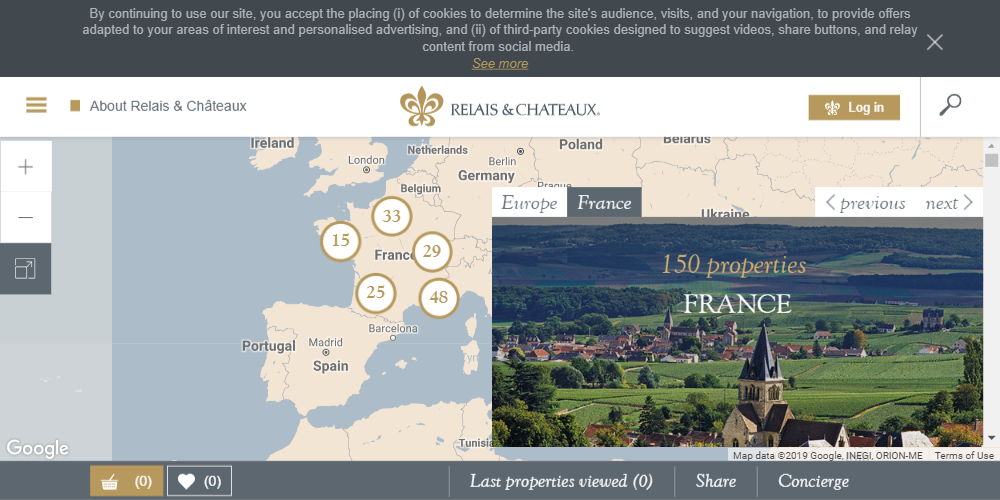 By continuing to use our site, you accept the placing (i) of cookies to determine the site's audience, visits, and your navigation, to provide offers
adapted to your areas of interest and personalised advertising, and (ii) of third-party cookies designed to suggest videos, share buttons, and relay
content from social media.
See more
About Relais & Châteaux
RELAIS & CHATEAUX®
Log in
Ireland
London
Netherlands
Berlin
Poland
Belarus
Germany
Belgium
Prague
Ukraine
Europe
France
previous
next
33
15
France
29
25
48
150 properties
FRANCE
Barcelona
Portugal
Madrid
Spain
Tunisia
Google
Map data ©2019 Google, INEGI, ORION-ME
Terms of Use
(0)
(0)
Last properties viewed (0)
Share
Concierge